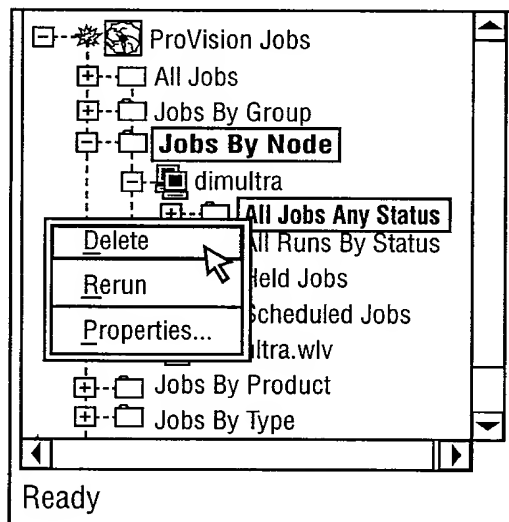 ProVision Jobs
All Jobs
Jobs By Group
Jobs By Node
dimultra
All Jobs Any Status
Delete
Runs By Status
Rerun
Jobs
Jobs
Properties...
Jobs By Product
Jobs By Type
Ready